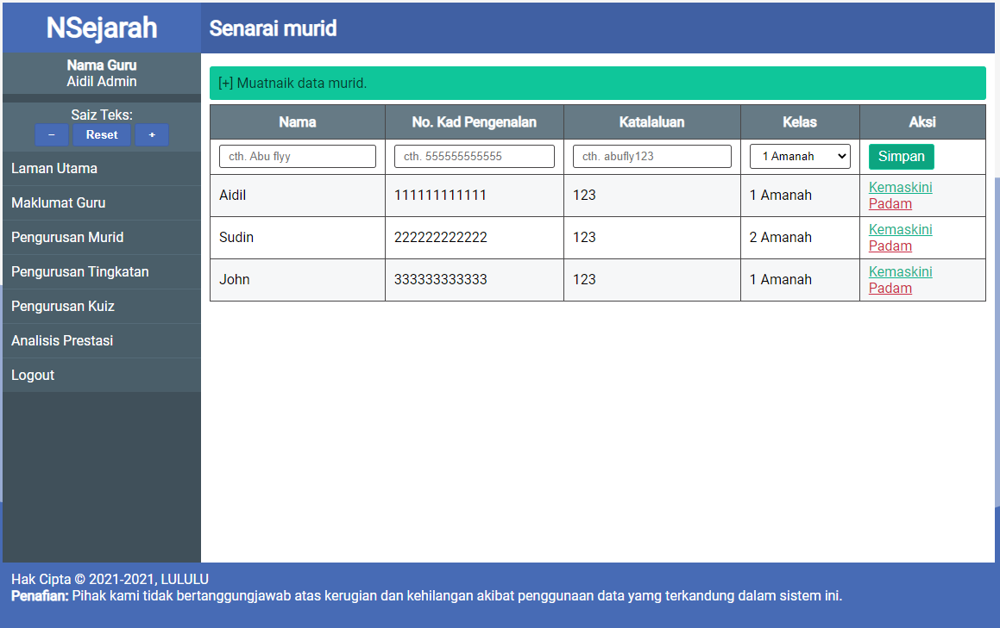 NSejarah
Senarai murid
Nama Guru
Aidil Admin
Saiz Teks:
− Reset +
Laman Utama
Maklumat Guru
Pengurusan Murid
Pengurusan Tingkatan
Pengurusan Kuiz
Analisis Prestasi
Logout
[+] Muatnaik data murid.
Nama No. Kad Pengenalan Katalaluan Kelas Aksi
cth. Abu flyy cth. 555555555555 cth. abufly123 1 Amanah Simpan
Aidil 111111111111 123 1 Amanah Kemaskini
Padam
Sudin 222222222222 123 2 Amanah Kemaskini
Padam
John 333333333333 123 1 Amanah Kemaskini
Padam
Hak Cipta © 2021-2021, LULULU
Penafian: Pihak kami tidak bertanggungjawab atas kerugian dan kehilangan akibat penggunaan data yamg terkandung dalam sistem ini.